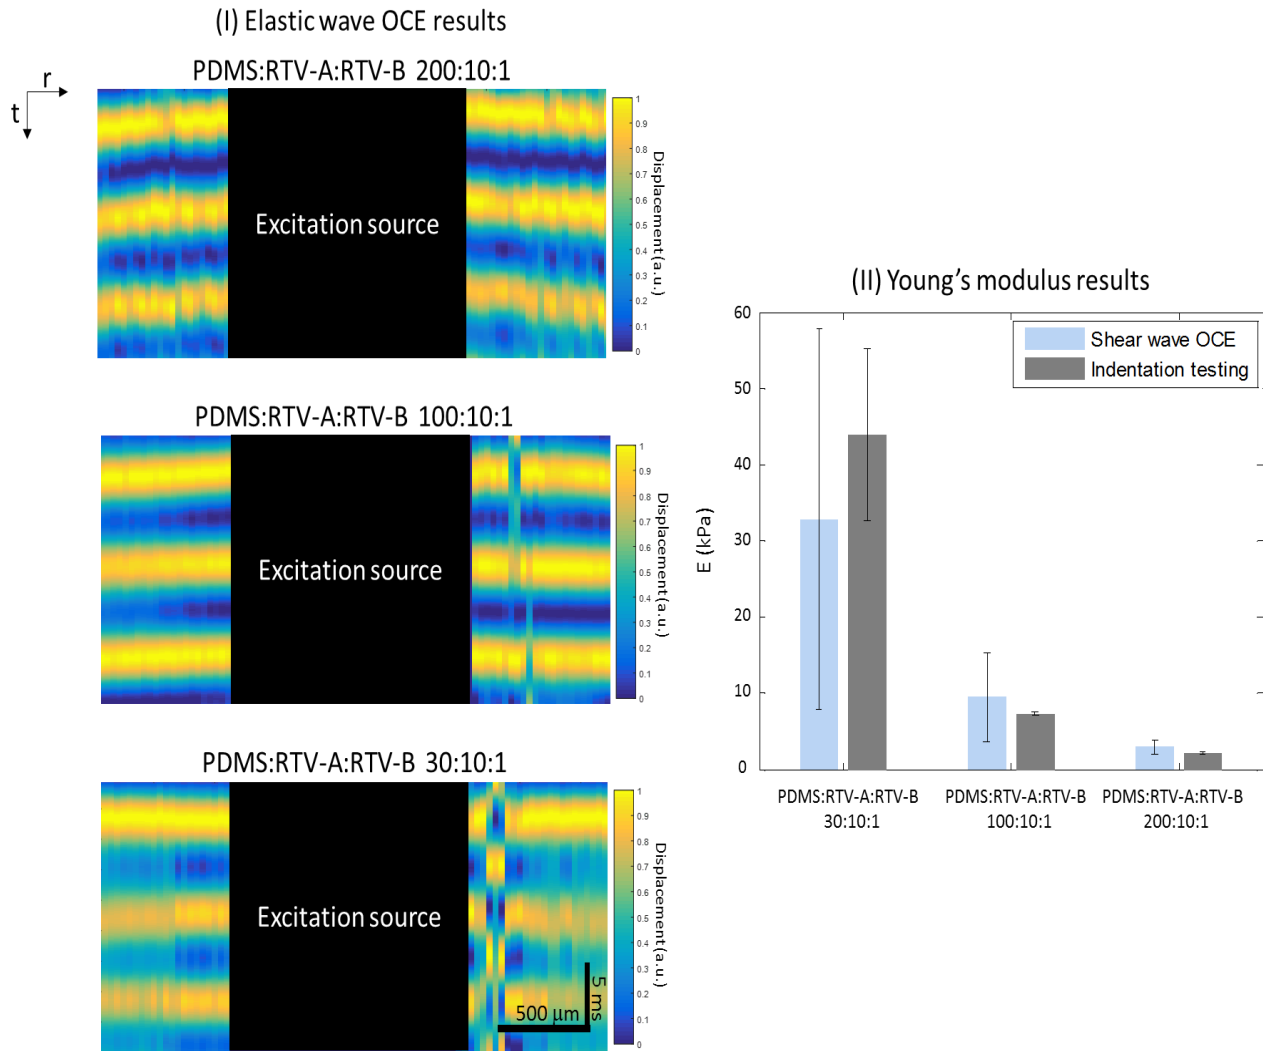 (I) Elastic wave OCE results
PDMS:RTV-A:RTV-B 200:10:1
r
t
Excitation source
1
0.9
0.8
0.7
0.6
0.5
0.4
0.3
0.2
0.1
0
Displacement(a.u.)
PDMS:RTV-A:RTV-B 100:10:1
Excitation source
1
0.9
0.8
0.7
0.6
0.5
0.4
0.3
0.2
0.1
0
Displacement(a.u.)
PDMS:RTV-A:RTV-B 30:10:1
Excitation source
5 ms
500 μm
1
0.9
0.8
0.7
0.6
0.5
0.4
0.3
0.2
0.1
0
Displacement(a.u.)
(II) Young's modulus results
60
50
40
30
20
10
0
E (kPa)
Shear wave OCE
Indentation testing
PDMS:RTV-A:RTV-B
30:10:1
PDMS:RTV-A:RTV-B
100:10:1
PDMS:RTV-A:RTV-B
200:10:1